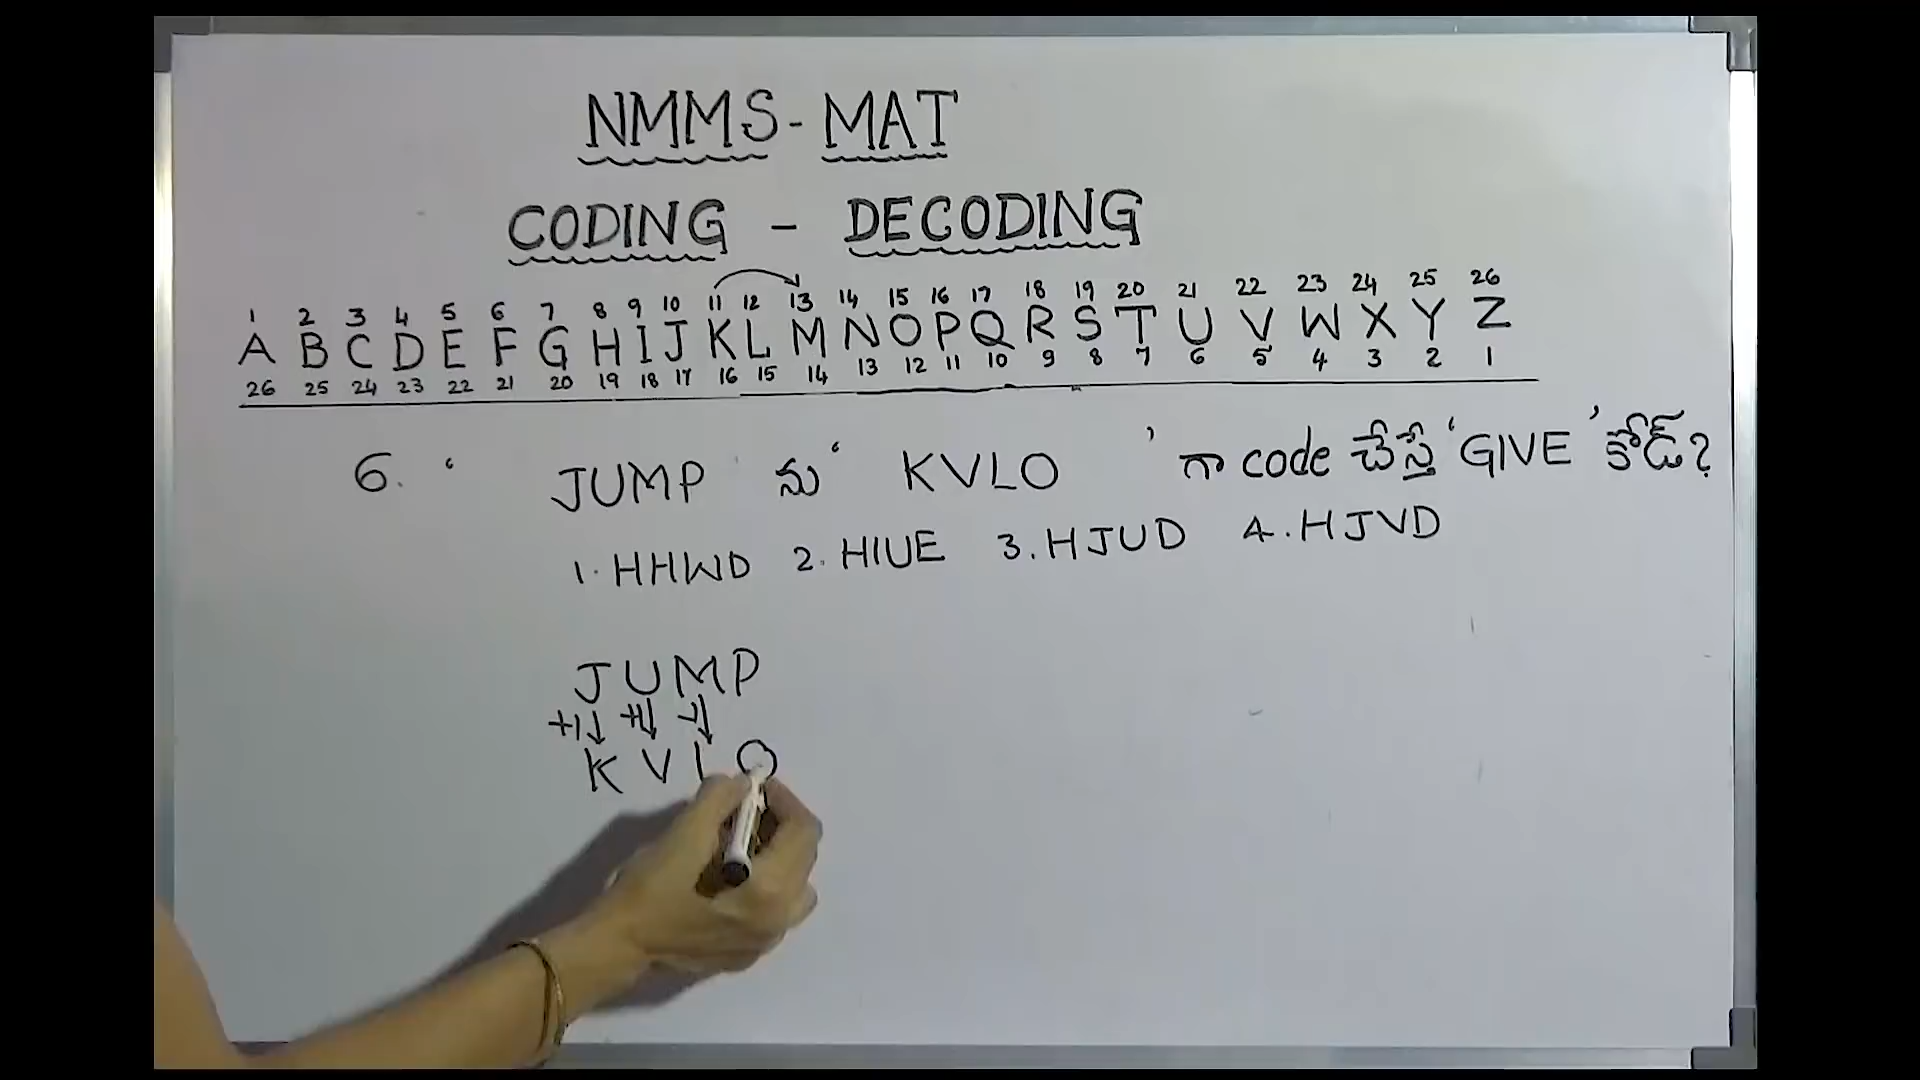 NMMS - MAT
CODING - DECODING
1 2 3 4 5 6 7 8 9 10 11 12 13 14 15 16 17 18 19 20 21 22 23 24 25 26
A B C D E F G H I J K L M N O P Q R S T U V W X Y Z
26 25 24 23 22 21 20 19 18 17 16 15 14 13 12 11 10 9 8 7 6 5 4 3 2 1
6. ‘ JUMP ’ ను ‘ KVLO ’ గా code చేస్తే ‘GIVE’ కోడ్?
1. HHWD 2. HIUE 3. HJUD 4. HJVD
JUMP
+1 +1 -1
K V L O